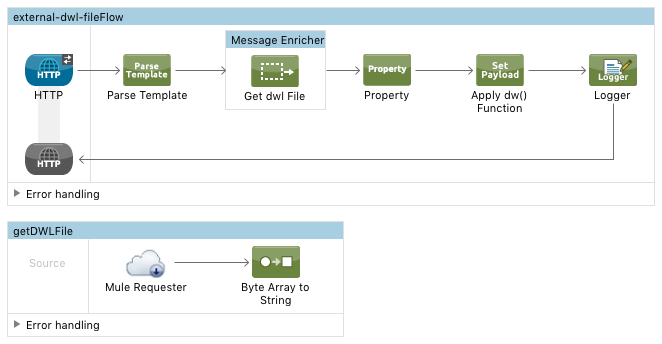 external-dwl-fileFlow
Message Enricher
HTTP
Parse
Template
Property
Set
Payload
Logger
HTTP
Parse Template
Get dwl File
Property
Apply dw()
Function
Logger
HTTP
Error handling
getDWLFile
Source
Mule Requester
Byte Array to
String
Error handling